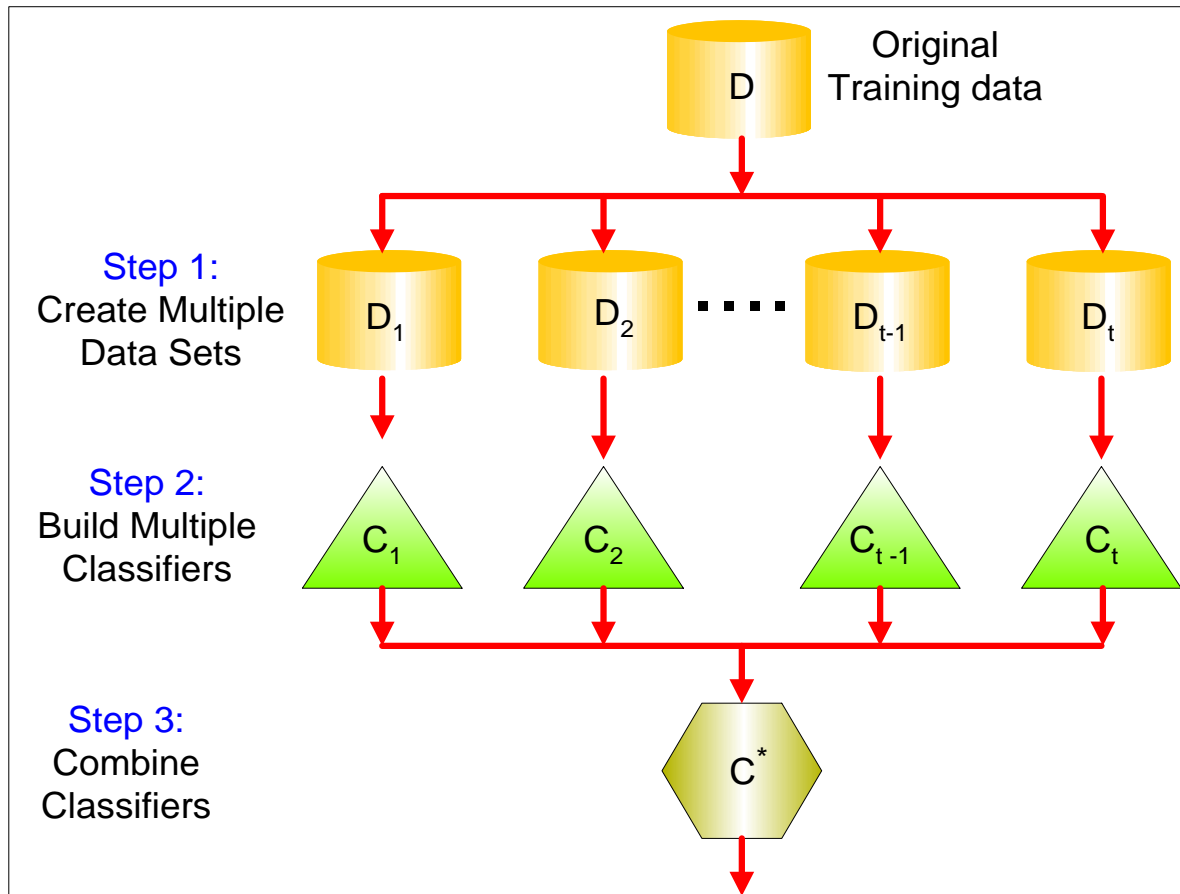 Original
Training data
D
Step 1:
Create Multiple
Data Sets
D₁
D₂
Dₜ₋₁
Dₜ
Step 2:
Build Multiple
Classifiers
C₁
C₂
Cₜ ₋₁
Cₜ
Step 3:
Combine
Classifiers
C*